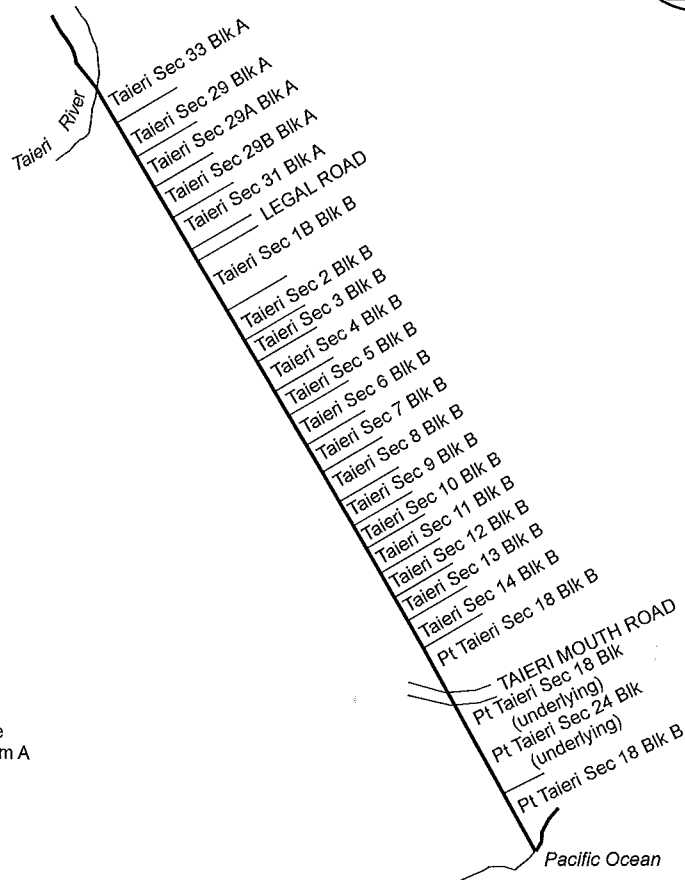 Taieri Sec 33 Blk A
Taieri River
Taieri Sec 29 Blk A
Taieri Sec 29A Blk A
Taieri Sec 29B Blk A
Taieri Sec 31 Blk A
LEGAL ROAD
Taieri Sec 1B Blk B
Taieri Sec 2 Blk B
Taieri Sec 3 Blk B
Taieri Sec 4 Blk B
Taieri Sec 5 Blk B
Taieri Sec 6 Blk B
Taieri Sec 7 Blk B
Taieri Sec 8 Blk B
Taieri Sec 9 Blk B
Taieri Sec 10 Blk B
Taieri Sec 11 Blk B
Taieri Sec 12 Blk B
Taieri Sec 13 Blk B
Taieri Sec 14 Blk B
Pt Taieri Sec 18 Blk B
TAIERI MOUTH ROAD
Pt Taieri Sec 18 Blk
(underlying)
Pt Taieri Sec 24 Blk
(underlying)
Pt Taieri Sec 18 Blk B
Pacific Ocean